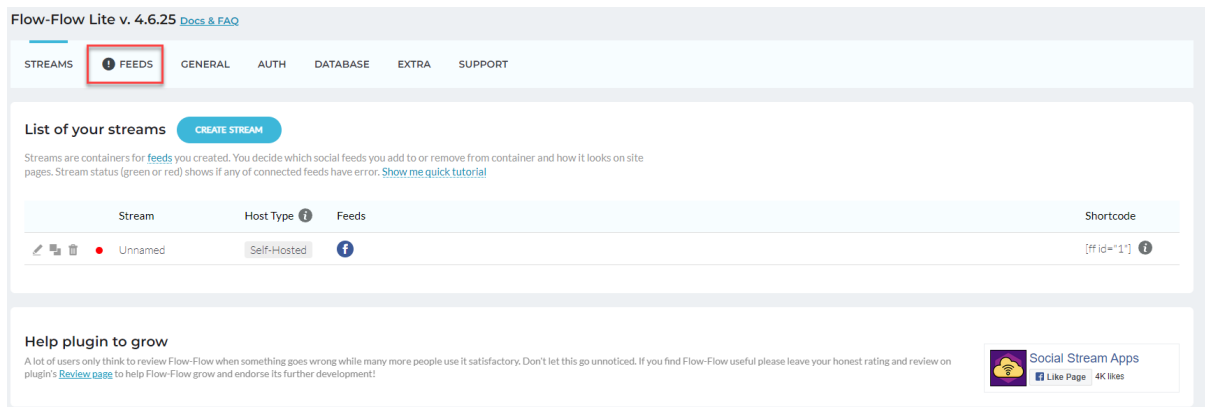 Flow-Flow Lite v. 4.6.25 Docs & FAQ
STREAMS FEEDS GENERAL AUTH DATABASE EXTRA SUPPORT
List of your streams CREATE STREAM
Streams are containers for feeds you created. You decide which social feeds you add to or remove from container and how it looks on site
pages. Stream status (green or red) shows if any of connected feeds have error. Show me quick tutorial
Stream Host Type Feeds Shortcode
Unnamed Self-Hosted [ff id="1"]
Help plugin to grow
A lot of users only think to review Flow-Flow when something goes wrong while many more people use it satisfactory. Don't let this go unnoticed. If you find Flow-Flow useful please leave your honest rating and review on
plugin's Review page to help Flow-Flow grow and endorse its further development!
Social Stream Apps
Like Page 4K likes